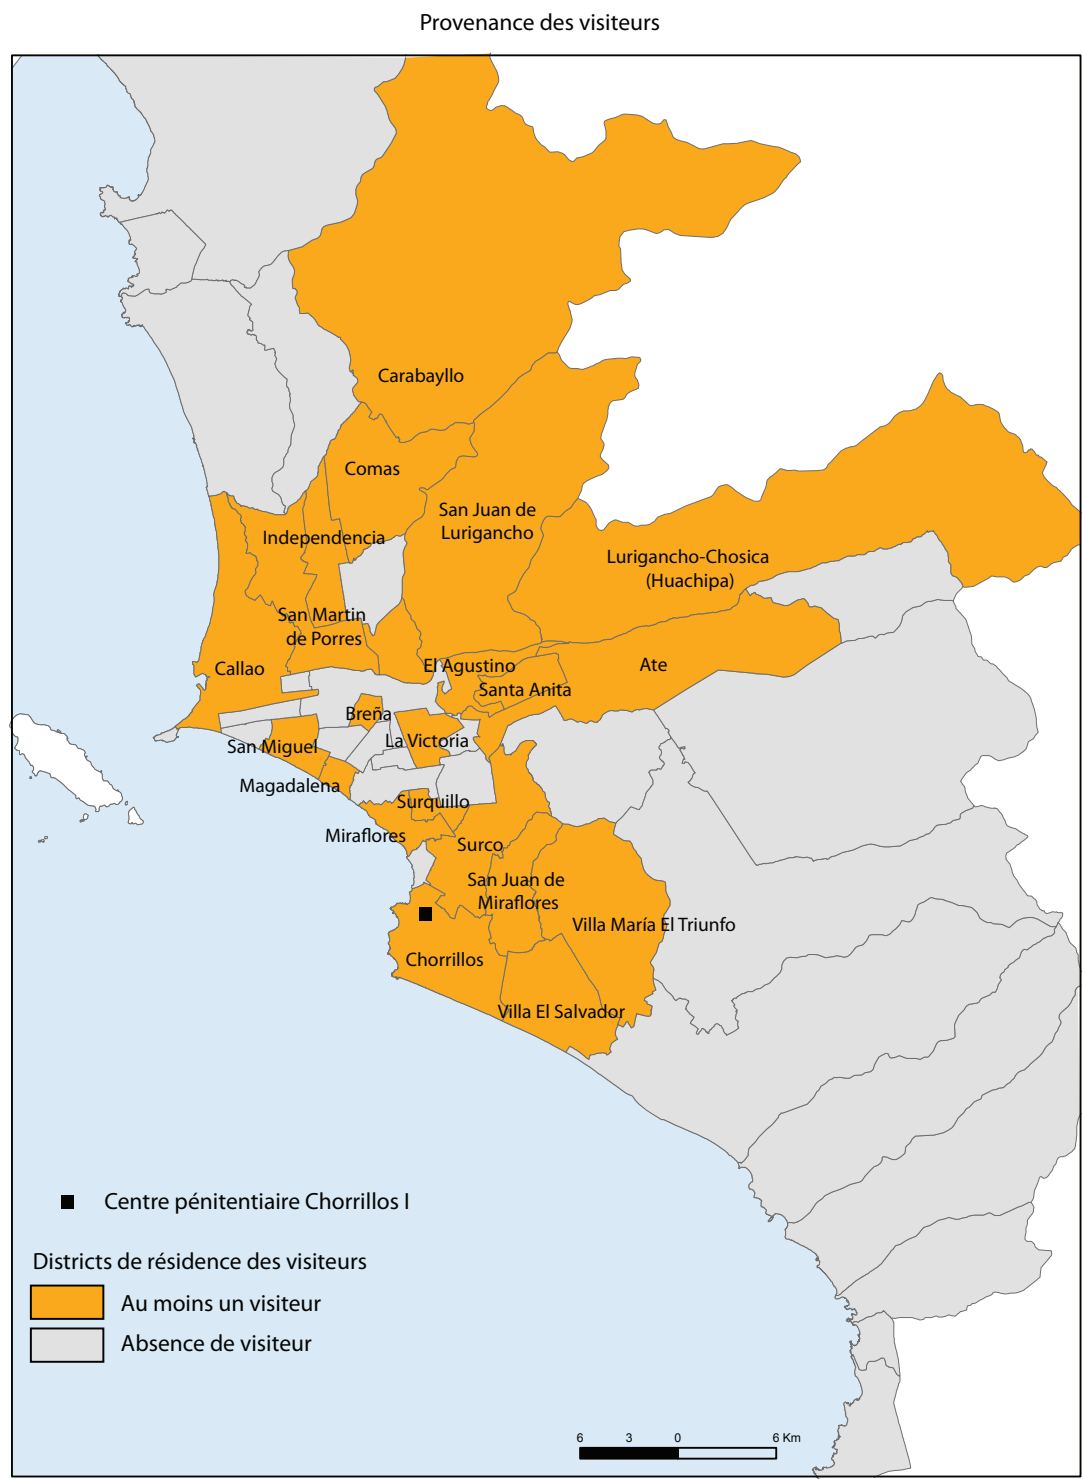 Provenance des visiteurs
Carabayllo
Comas
San Juan de
Lurigancho
Independencia
Lurigancho-Chosica
(Huachipa)
San Martin
de Porres
Callao
El Agustino
Ate
Santa Anita
Breña
La Victoria
San Miguel
Magadalena
Surquillo
Miraflores
Surco
San Juan de
Miraflores
Villa María El Triunfo
Chorrillos
Villa El Salvador
Centre pénitentiaire Chorrillos I
Districts de résidence des visiteurs
Au moins un visiteur
Absence de visiteur
6 3 0 6 Km